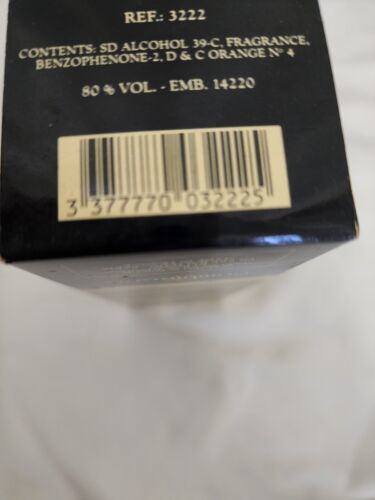 REF.: 3222
CONTENTS: SD ALCOHOL 39-C, FRAGRANCE,
BENZOPHENONE-2, D & C ORANGE Nº 4
80 % VOL. - EMB. 14220
3 377770 032225